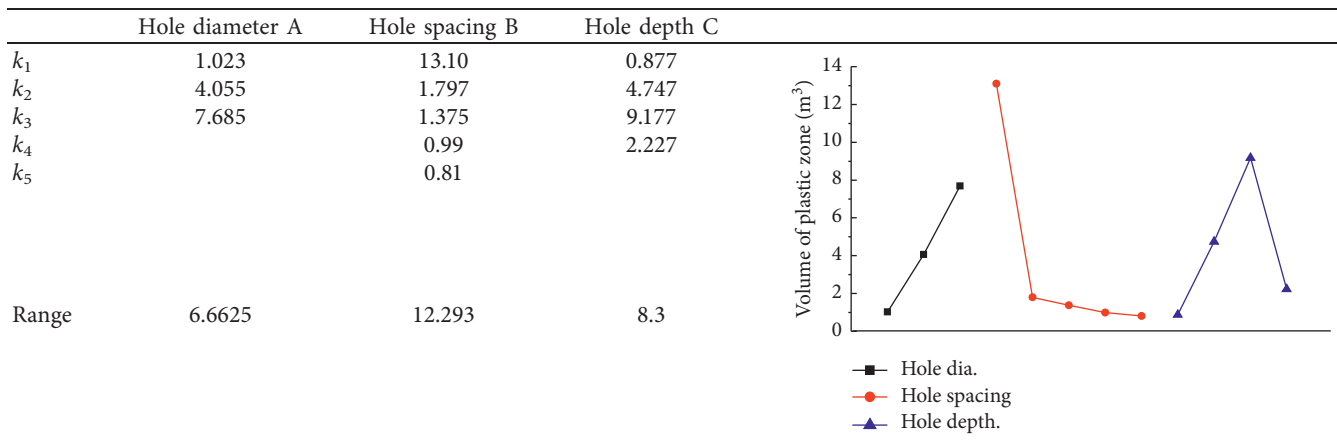 Hole diameter A Hole spacing B Hole depth C
k₁ 1.023 13.10 0.877
k₂ 4.055 1.797 4.747
k₃ 7.685 1.375 9.177
k₄ 0.99 2.227
k₅ 0.81
Range 6.6625 12.293 8.3
Volume of plastic zone (m³)
14
12
10
8
6
4
2
0
Hole dia.
Hole spacing
Hole depth.